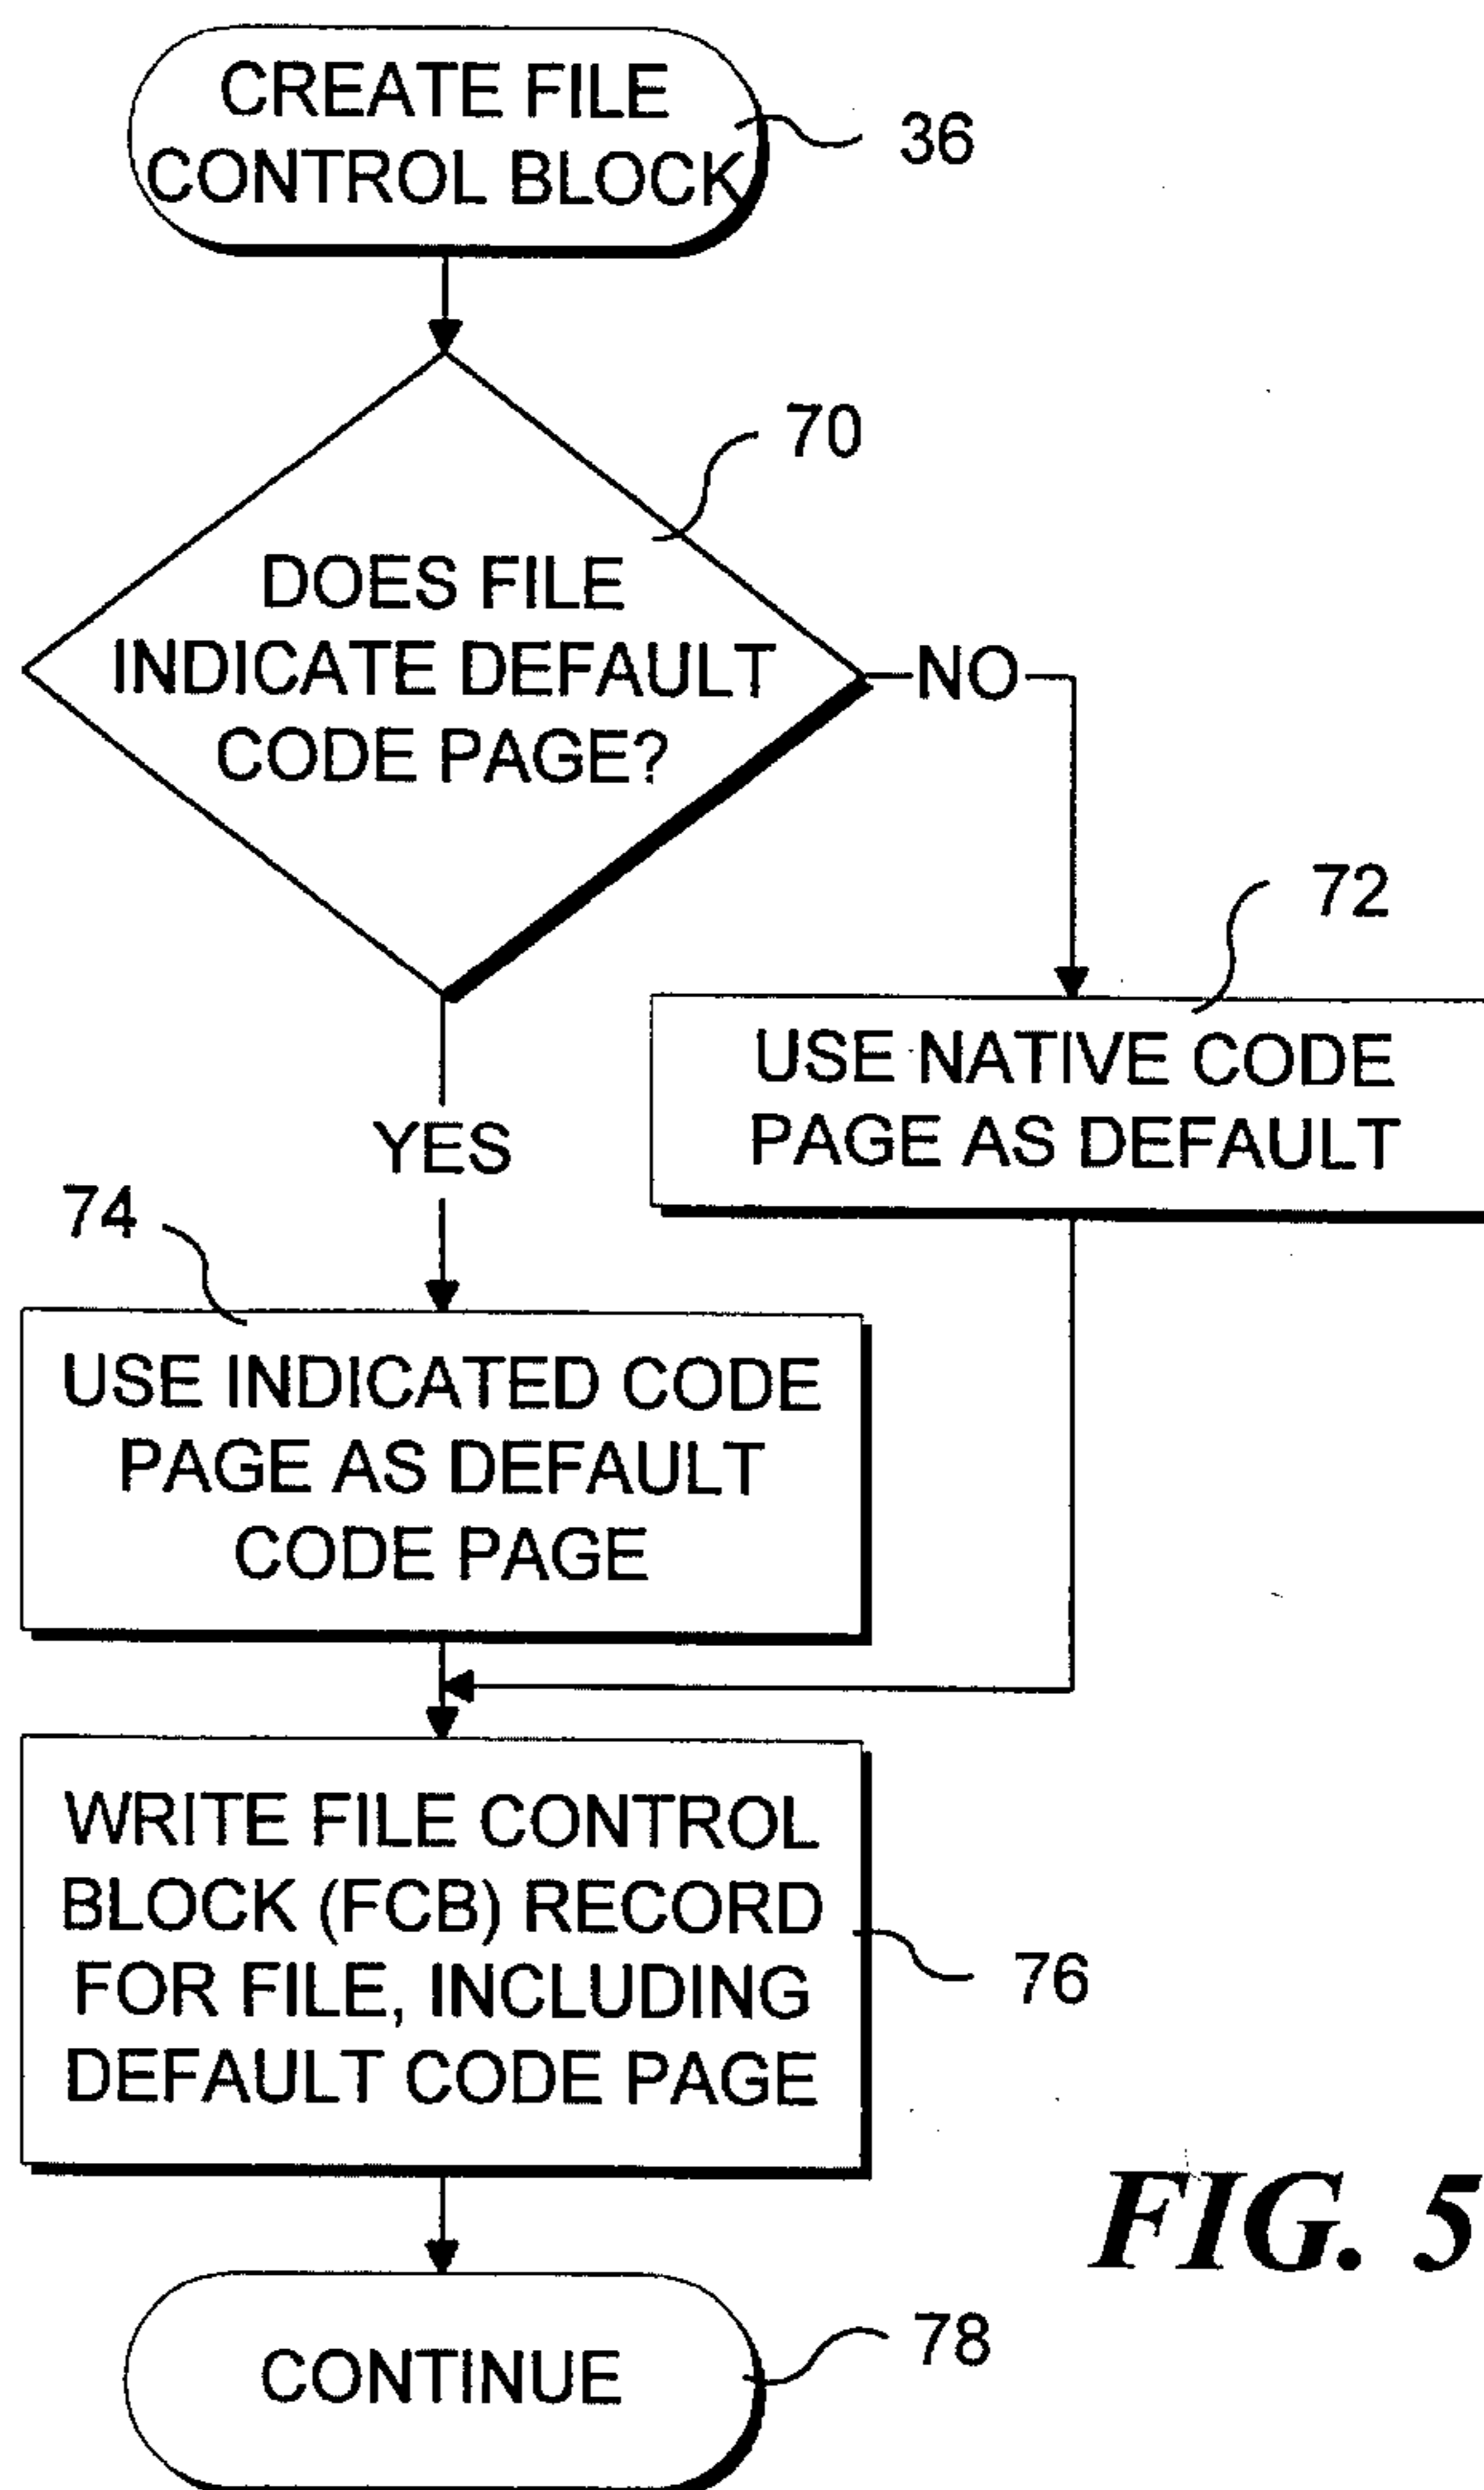 CREATE FILE
CONTROL BLOCK
36
70
DOES FILE
INDICATE DEFAULT
CODE PAGE?
NO
72
USE NATIVE CODE
PAGE AS DEFAULT
YES
74
USE INDICATED CODE
PAGE AS DEFAULT
CODE PAGE
WRITE FILE CONTROL
BLOCK (FCB) RECORD
FOR FILE, INCLUDING
DEFAULT CODE PAGE
76
FIG. 5
CONTINUE
78